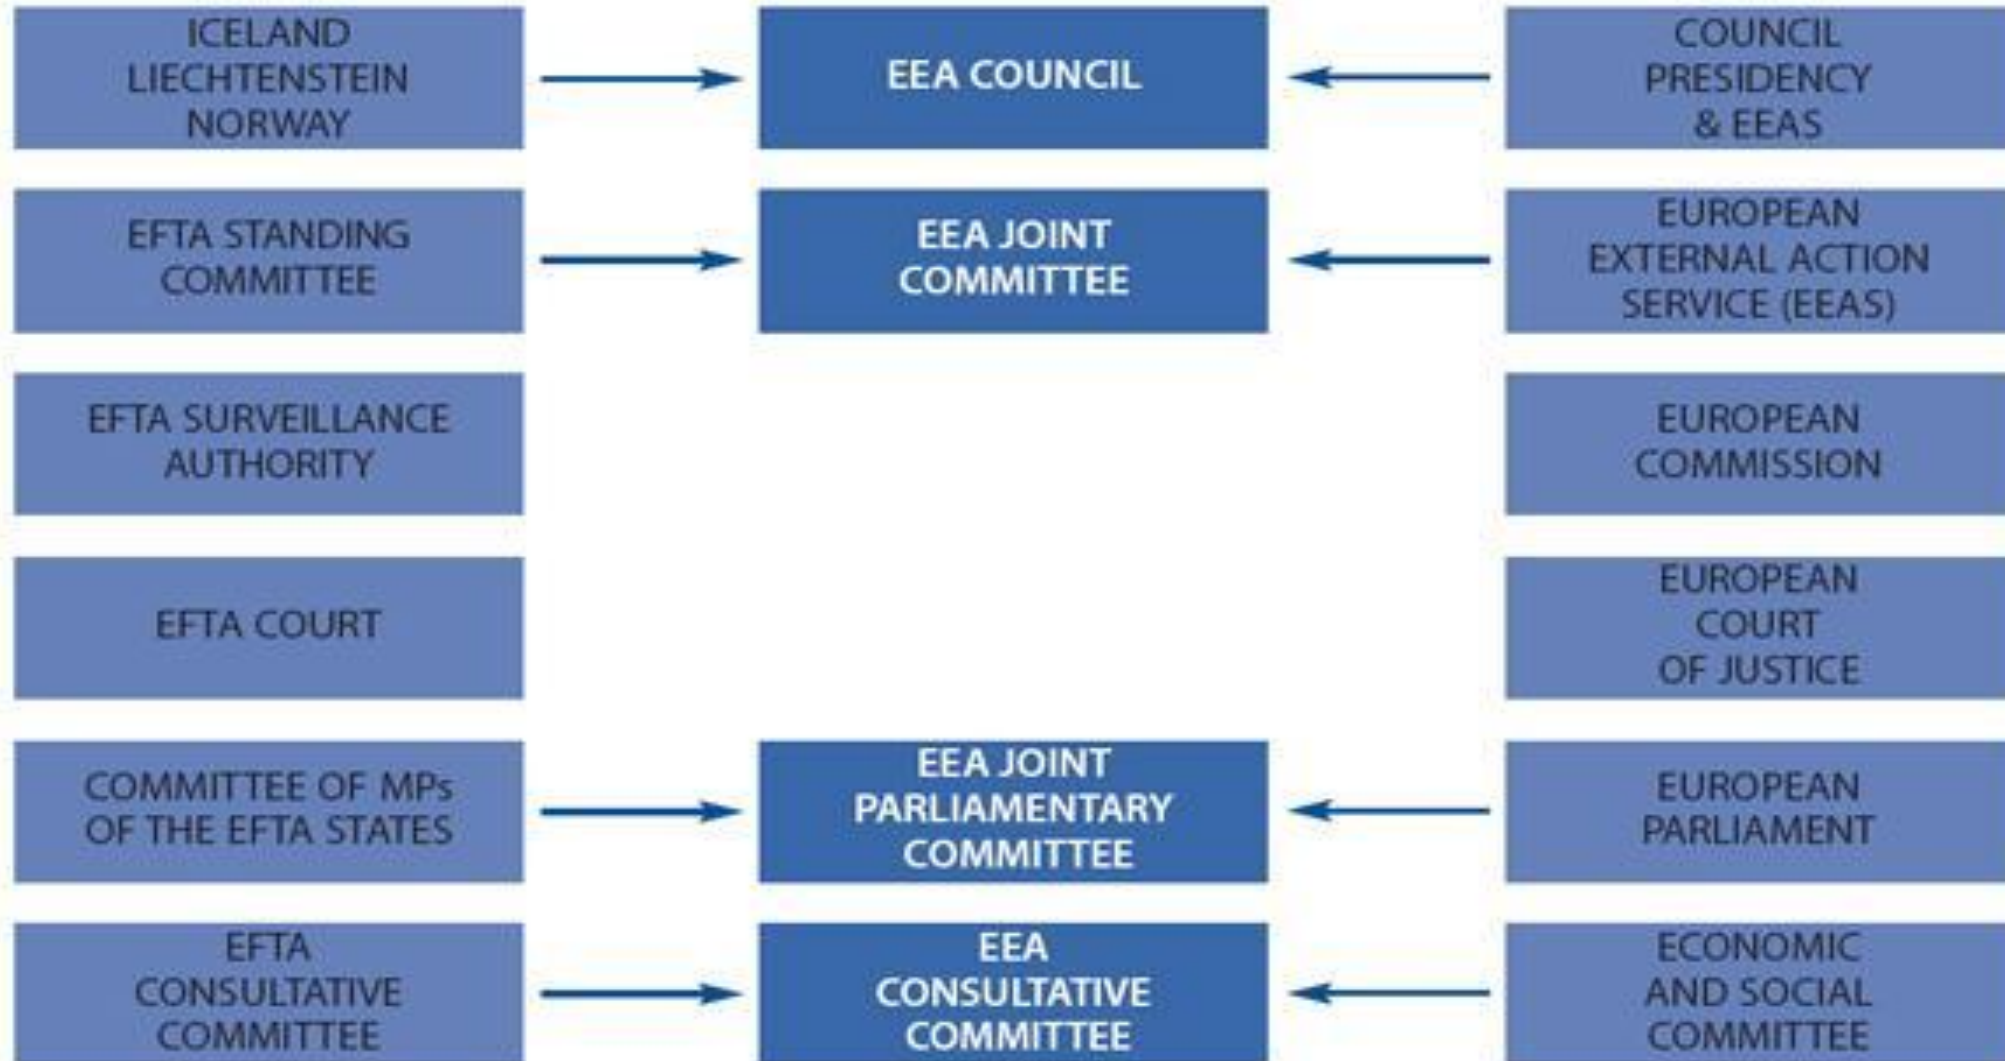 ICELAND
LIECHTENSTEIN
NORWAY
EEA COUNCIL
COUNCIL
PRESIDENCY
& EEAS
EFTA STANDING
COMMITTEE
EEA JOINT
COMMITTEE
EUROPEAN
EXTERNAL ACTION
SERVICE (EEAS)
EFTA SURVEILLANCE
AUTHORITY
EUROPEAN
COMMISSION
EFTA COURT
EUROPEAN
COURT
OF JUSTICE
COMMITTEE OF MPs
OF THE EFTA STATES
EEA JOINT
PARLIAMENTARY
COMMITTEE
EUROPEAN
PARLIAMENT
EFTA
CONSULTATIVE
COMMITTEE
EEA
CONSULTATIVE
COMMITTEE
ECONOMIC
AND SOCIAL
COMMITTEE